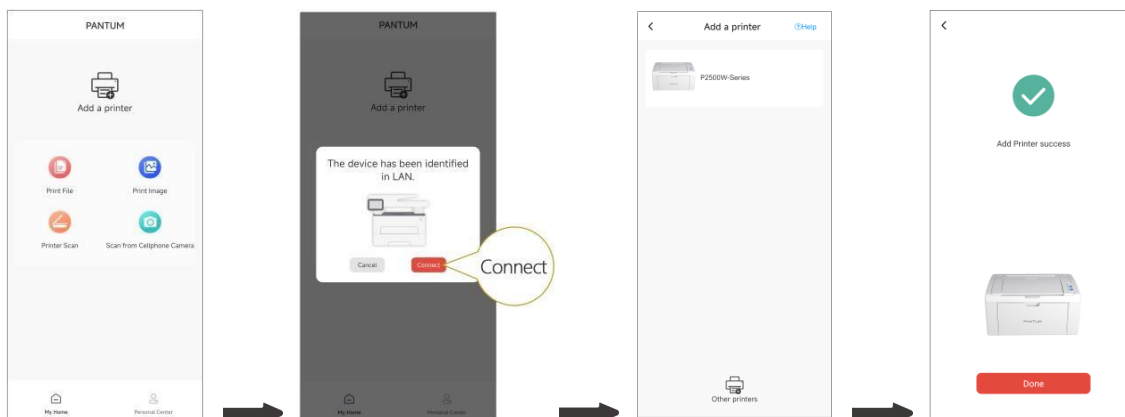 PANTUM
Add a printer
Print File
Print Image
Printer Scan
Scan from Cellphone Camera
My Home
Personal Center
PANTUM
Add a printer
The device has been identified
in LAN.
Cancel
Connect
Connect
My Home
Personal Center
Add a printer
Help
P2500W-Series
Other printers
Add Printer success
PANTUM
Done